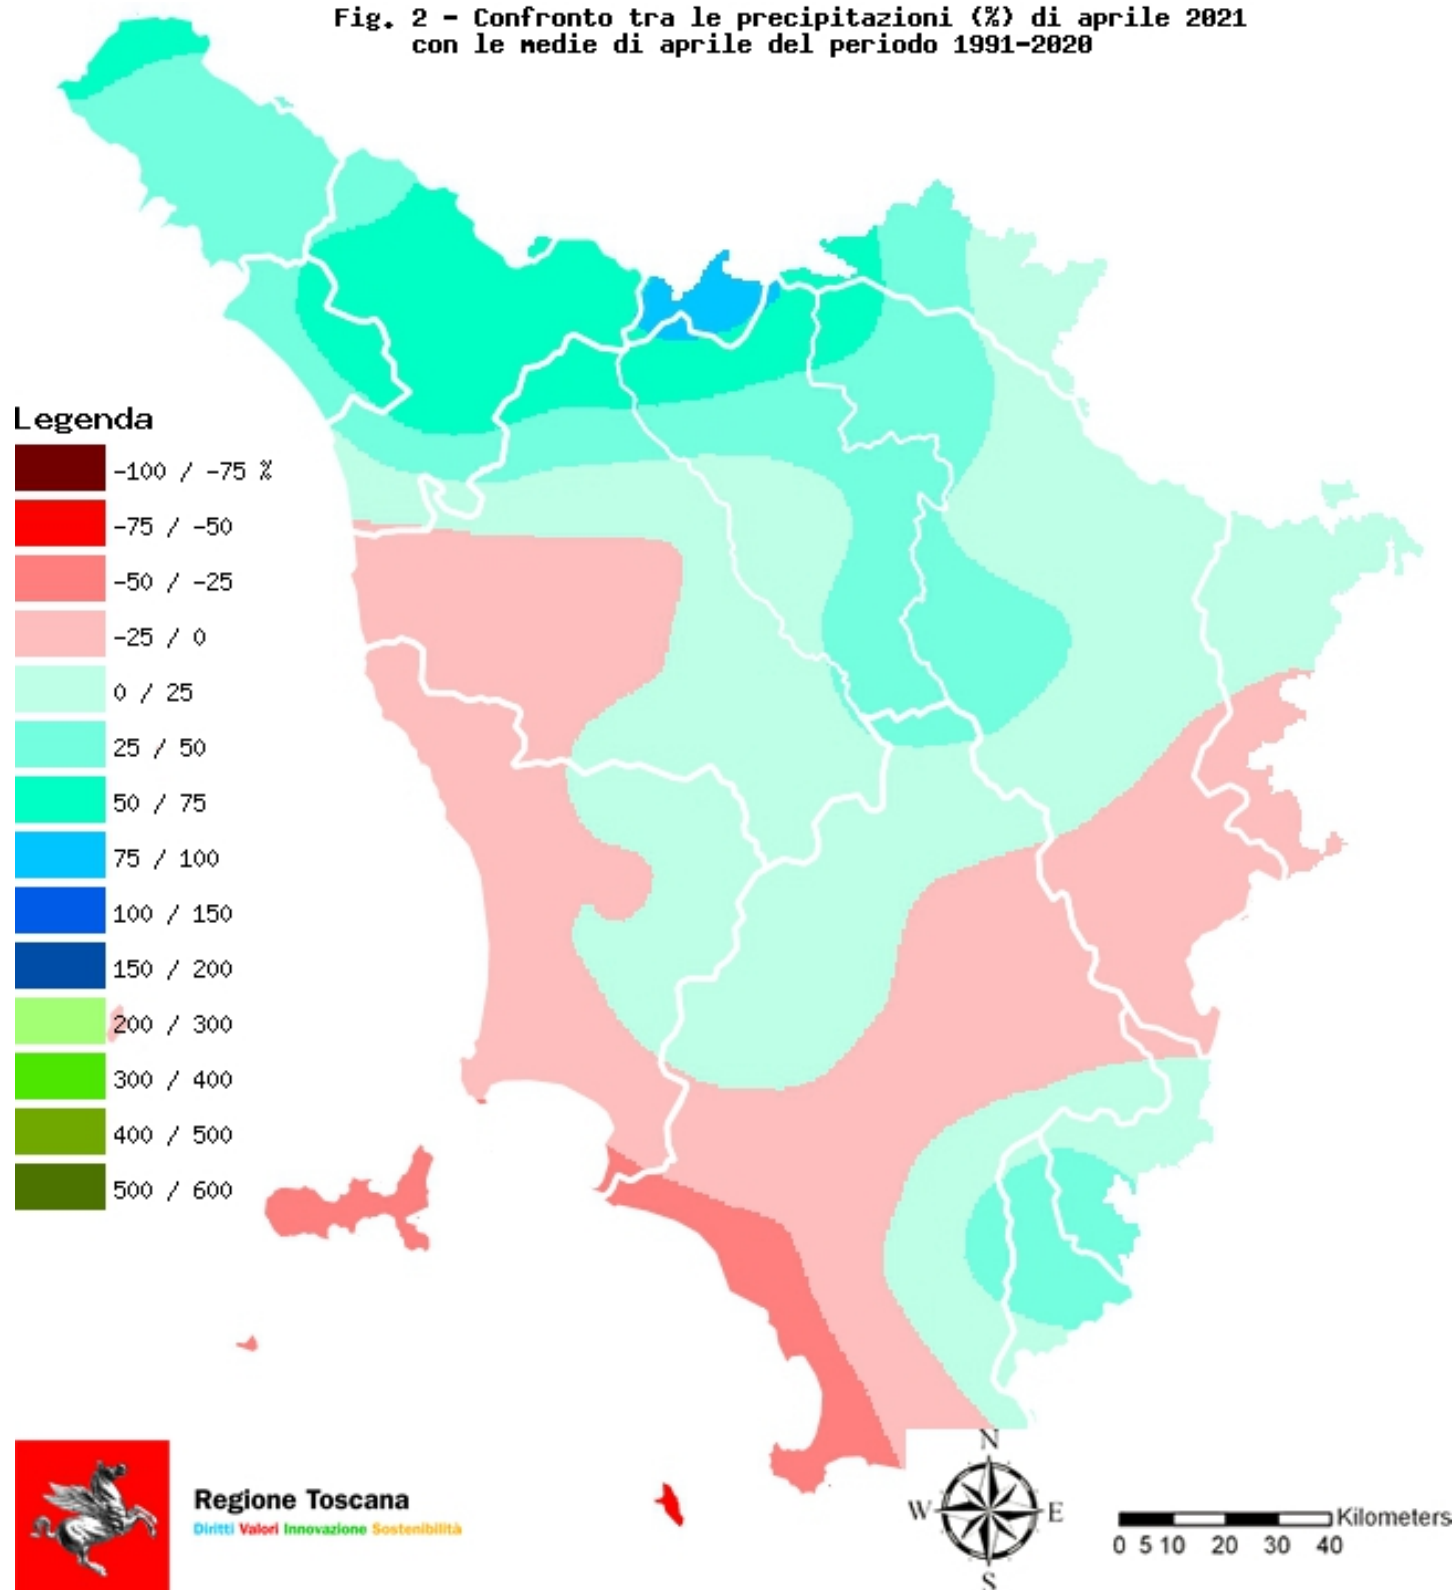 Fig. 2 - Confronto tra le precipitazioni (%) di aprile 2021
con le medie di aprile del periodo 1991-2020
Legenda
-100 / -75 %
-75 / -50
-50 / -25
-25 / 0
0 / 25
25 / 50
50 / 75
75 / 100
100 / 150
150 / 200
200 / 300
300 / 400
400 / 500
500 / 600
Regione Toscana
Diritti Valori Innovazione Sostenibilità
N
W E
S
Kilometers
0 5 10 20 30 40